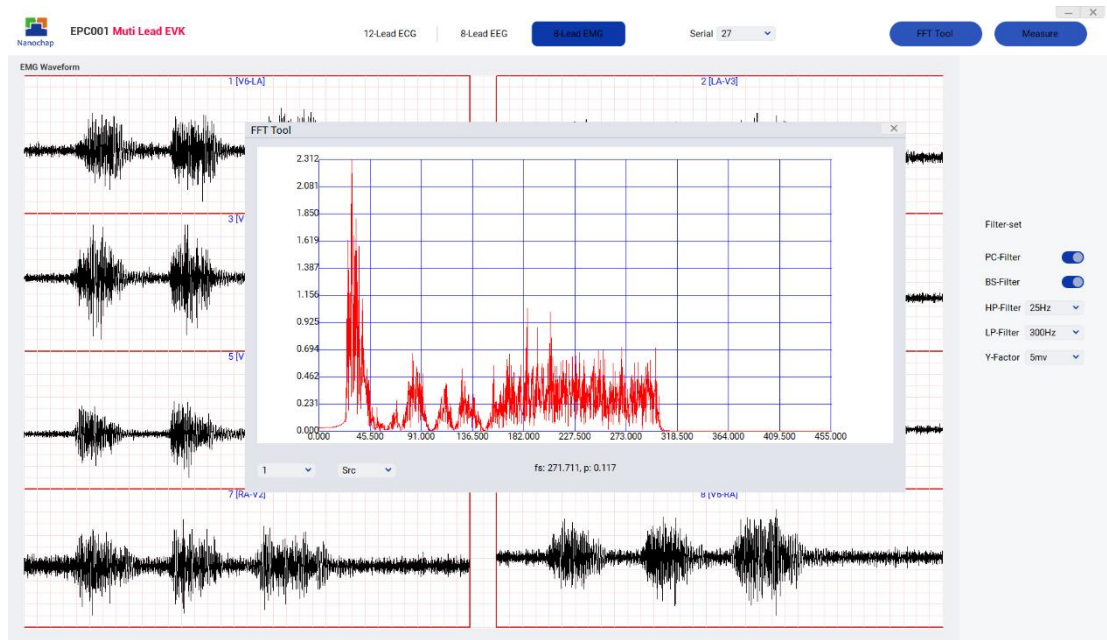 Nanochap
EPC001 Muti Lead EVK
12-Lead ECG
8-Lead EEG
8-Lead EMG
Serial 27
FFT Tool
Measure
EMG Waveform
1 [V6-LA]
2 [LA-V3]
FFT Tool
2.312
2.081
1.850
1.619
1.387
1.156
0.925
0.694
0.462
0.231
0.000
0.000 45.500 91.000 136.500 182.000 227.500 273.000 318.500 364.000 409.500 455.000
1
Src
fs: 271.711, p: 0.117
3 [V
5 [V
7 [RA-V2]
8 [V6-RA]
Filter-set
PC-Filter
BS-Filter
HP-Filter 25Hz
LP-Filter 300Hz
Y-Factor 5mv